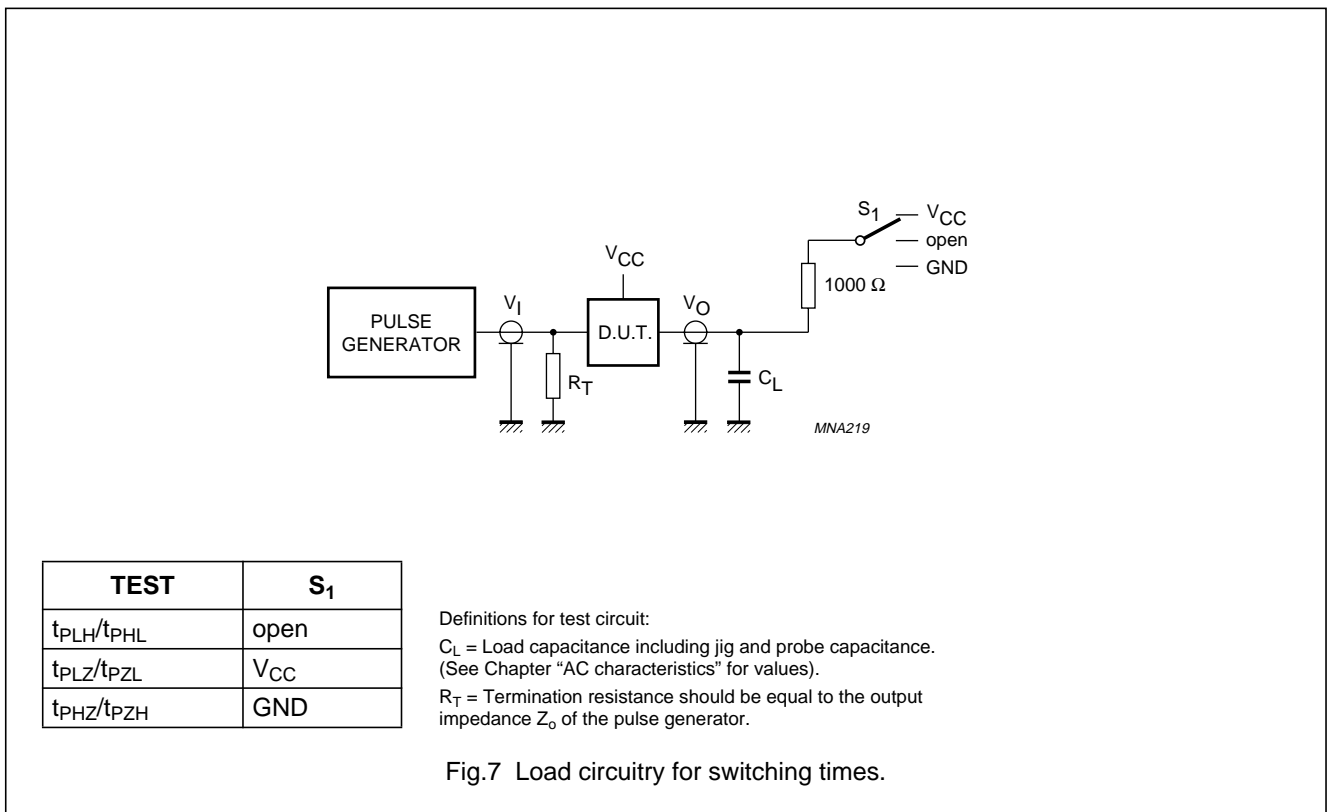 S1
VCC
open
GND
1000 Ω
VCC
PULSE
GENERATOR
VI
D.U.T.
VO
RT
CL
MNA219
TEST S1
tPLH/tPHL open
tPLZ/tPZL VCC
tPHZ/tPZH GND
Definitions for test circuit:
CL = Load capacitance including jig and probe capacitance.
(See Chapter “AC characteristics” for values).
RT = Termination resistance should be equal to the output
impedance Zo of the pulse generator.
Fig.7 Load circuitry for switching times.